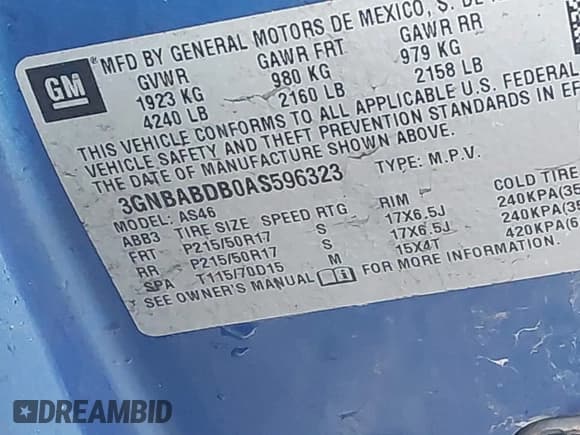 GM
® MFD BY GENERAL MOTORS DE MEXICO, S. DE
GVWR GAWR FRT GAWR RR
1923 KG 980 KG 979 KG
4240 LB 2160 LB 2158 LB
THIS VEHICLE CONFORMS TO ALL APPLICABLE U.S. FEDERAL
VEHICLE SAFETY AND THEFT PREVENTION STANDARDS IN EF
THE DATE OF MANUFACTURE SHOWN ABOVE.
3GNBABDB0AS596323 TYPE: M.P.V.
MODEL: AS46
ABB3 TIRE SIZE SPEED RTG RIM COLD TIRE
FRT P215/50R17 S 17X6.5J 240KPA(35
RR P215/50R17 S 17X6.5J 240KPA(35
SPA T115/70D15 M 15X4T 420KPA(6
SEE OWNER'S MANUAL FOR MORE INFORMATION.
DREAMBID